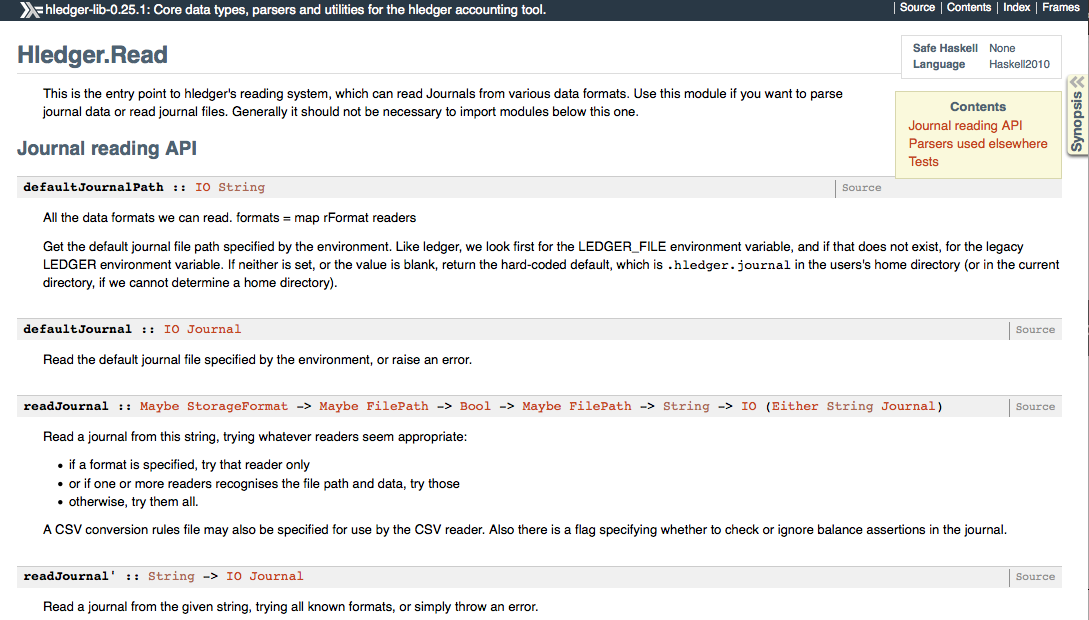 hledger-lib-0.25.1: Core data types, parsers and utilities for the hledger accounting tool.
Source | Contents | Index | Frames
Hledger.Read
Safe Haskell None
Language Haskell2010
This is the entry point to hledger's reading system, which can read Journals from various data formats. Use this module if you want to parse
journal data or read journal files. Generally it should not be necessary to import modules below this one.
Contents
Journal reading API
Parsers used elsewhere
Tests
Synopsis
Journal reading API
defaultJournalPath :: IO String
Source
All the data formats we can read. formats = map rFormat readers
Get the default journal file path specified by the environment. Like ledger, we look first for the LEDGER_FILE environment variable, and if that does not exist, for the legacy
LEDGER environment variable. If neither is set, or the value is blank, return the hard-coded default, which is .hledger.journal in the users's home directory (or in the current
directory, if we cannot determine a home directory).
defaultJournal :: IO Journal
Source
Read the default journal file specified by the environment, or raise an error.
readJournal :: Maybe StorageFormat -> Maybe FilePath -> Bool -> Maybe FilePath -> String -> IO (Either String Journal)
Source
Read a journal from this string, trying whatever readers seem appropriate:
• if a format is specified, try that reader only
• or if one or more readers recognises the file path and data, try those
• otherwise, try them all.
A CSV conversion rules file may also be specified for use by the CSV reader. Also there is a flag specifying whether to check or ignore balance assertions in the journal.
readJournal' :: String -> IO Journal
Source
Read a journal from the given string, trying all known formats, or simply throw an error.